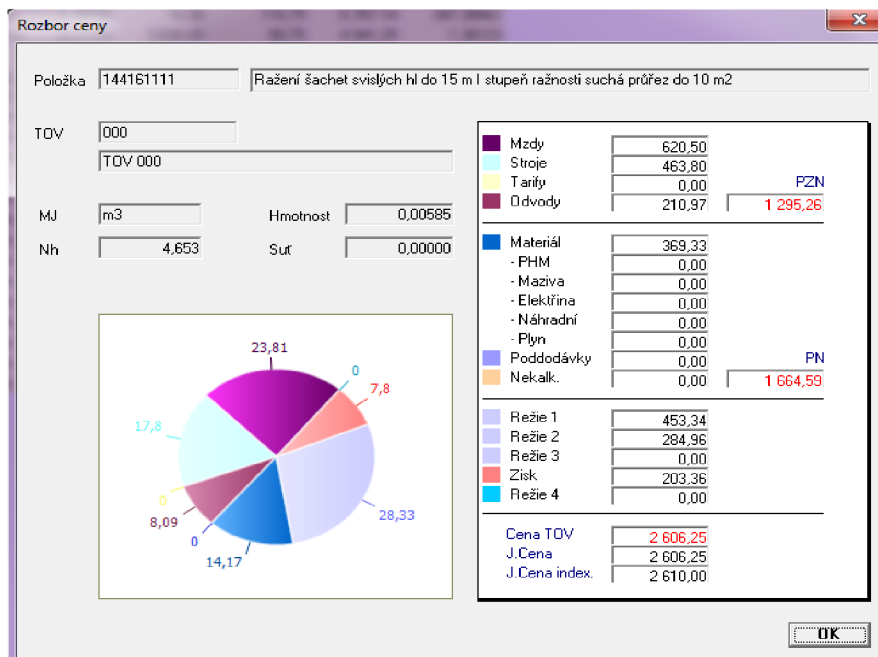 Rozbor ceny
Položka 144161111 Ražení šachet svislých hl do 15 m I stupeň ražnosti suchá průřez do 10 m2
TOV 000
TOV 000
MJ m3 Hmotnost 0,00585
Nh 4,653 Suť 0,00000
23,81
0
7,8
17,8
28,33
0
8,09
0
14,17
Mzdy 620,50
Stroje 463,80
Tarify 0,00 PZN
Odvody 210,97 1 295,26
Materiál 369,33
- PHM 0,00
- Maziva 0,00
- Elektřina 0,00
- Náhradní 0,00
- Plyn 0,00
Poddodávky 0,00 PN
Nekalk. 0,00 1 664,59
Režie 1 453,34
Režie 2 284,96
Režie 3 0,00
Zisk 203,36
Režie 4 0,00
Cena TOV 2 606,25
J.Cena 2 606,25
J.Cena index. 2 610,00
OK